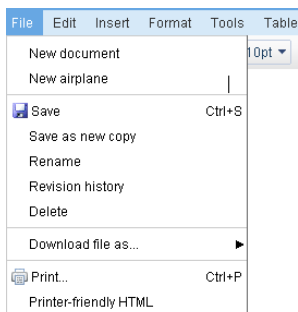 File Edit Insert Format Tools Table
New document
10pt
New airplane
Save Ctrl+S
Save as new copy
Rename
Revision history
Delete
Download file as...
Print... Ctrl+P
Printer-friendly HTML